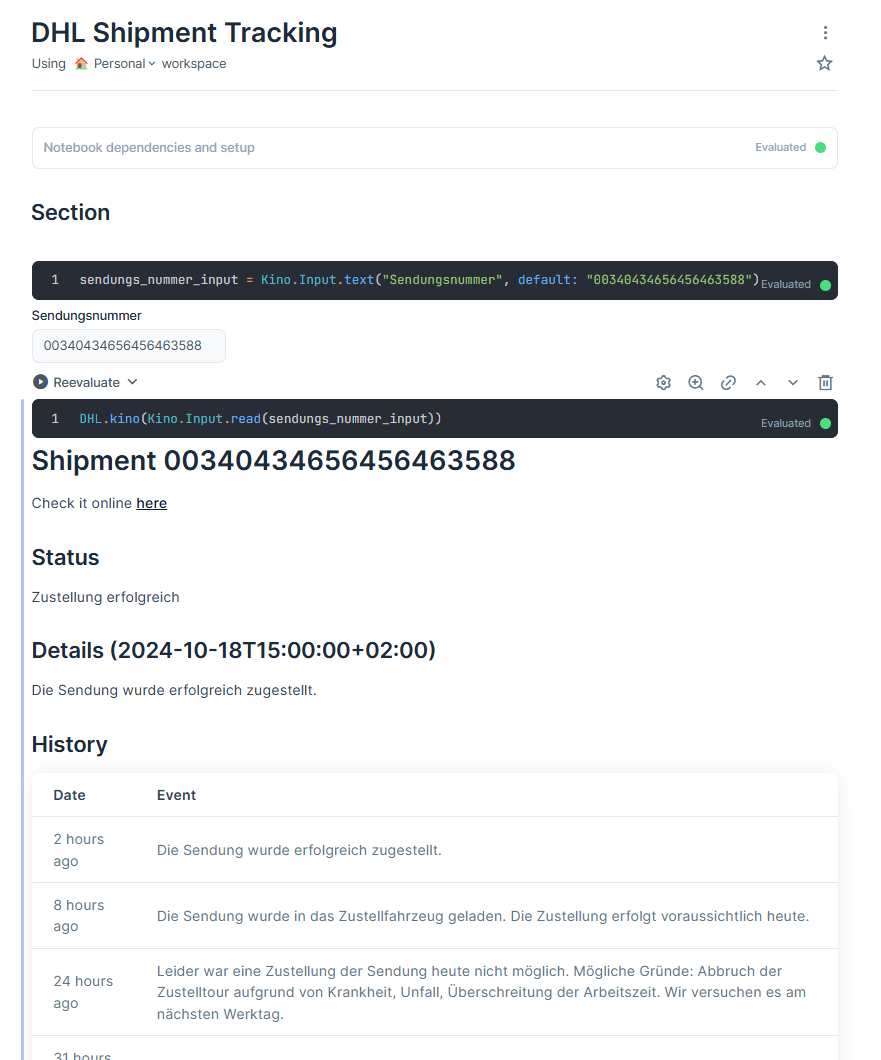 DHL Shipment Tracking
Using Personal workspace
Notebook dependencies and setup Evaluated
Section
1 sendungs_nummer_input = Kino.Input.text("Sendungsnummer", default: "00340434656456463588") Evaluated
Sendungsnummer
00340434656456463588
Reevaluate
1 DHL.kino(Kino.Input.read(sendungs_nummer_input)) Evaluated
Shipment 00340434656456463588
Check it online here
Status
Zustellung erfolgreich
Details (2024-10-18T15:00:00+02:00)
Die Sendung wurde erfolgreich zugestellt.
History
Date Event
2 hours
ago
Die Sendung wurde erfolgreich zugestellt.
8 hours
ago
Die Sendung wurde in das Zustellfahrzeug geladen. Die Zustellung erfolgt voraussichtlich heute.
24 hours
ago
Leider war eine Zustellung der Sendung heute nicht möglich. Mögliche Gründe: Abbruch der
Zustelltour aufgrund von Krankheit, Unfall, Überschreitung der Arbeitszeit. Wir versuchen es am
nächsten Werktag.
31 hours